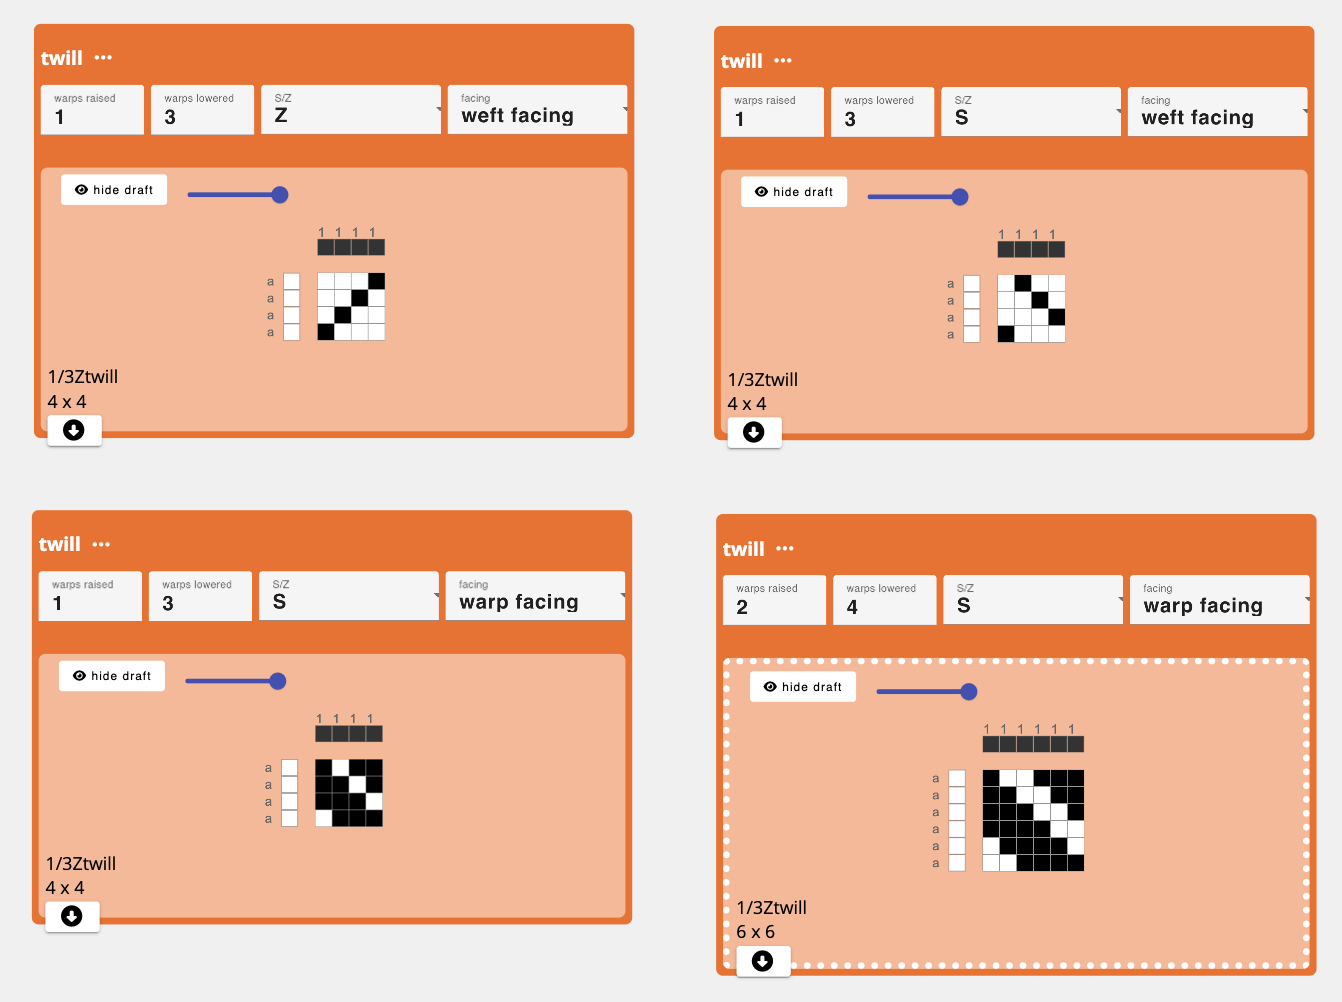 twill ...
warps raised 1
warps lowered 3
S/Z Z
facing weft facing
hide draft
1 1 1 1
a
a
a
a
1/3Ztwill
4 x 4
twill ...
warps raised 1
warps lowered 3
S/Z S
facing weft facing
hide draft
1 1 1 1
a
a
a
a
1/3Ztwill
4 x 4
twill ...
warps raised 1
warps lowered 3
S/Z S
facing warp facing
hide draft
1 1 1 1
a
a
a
a
1/3Ztwill
4 x 4
twill ...
warps raised 2
warps lowered 4
S/Z S
facing warp facing
hide draft
1 1 1 1 1 1
a
a
a
a
a
a
1/3Ztwill
6 x 6